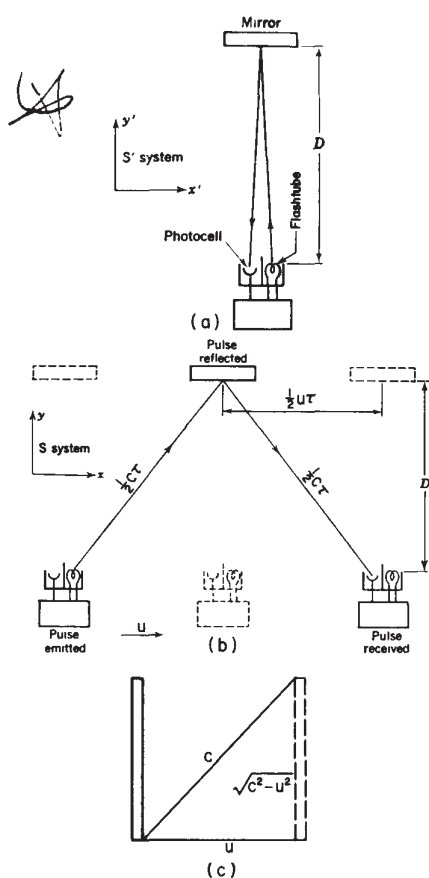 Mirror
y'
S' system
x'
D
Flashtube
Photocell
(a)
Pulse
reflected
½uτ
y
S system
x
½cτ
½cτ
D
Pulse
emitted
u
(b)
Pulse
received
c
√c²−u²
u
(c)